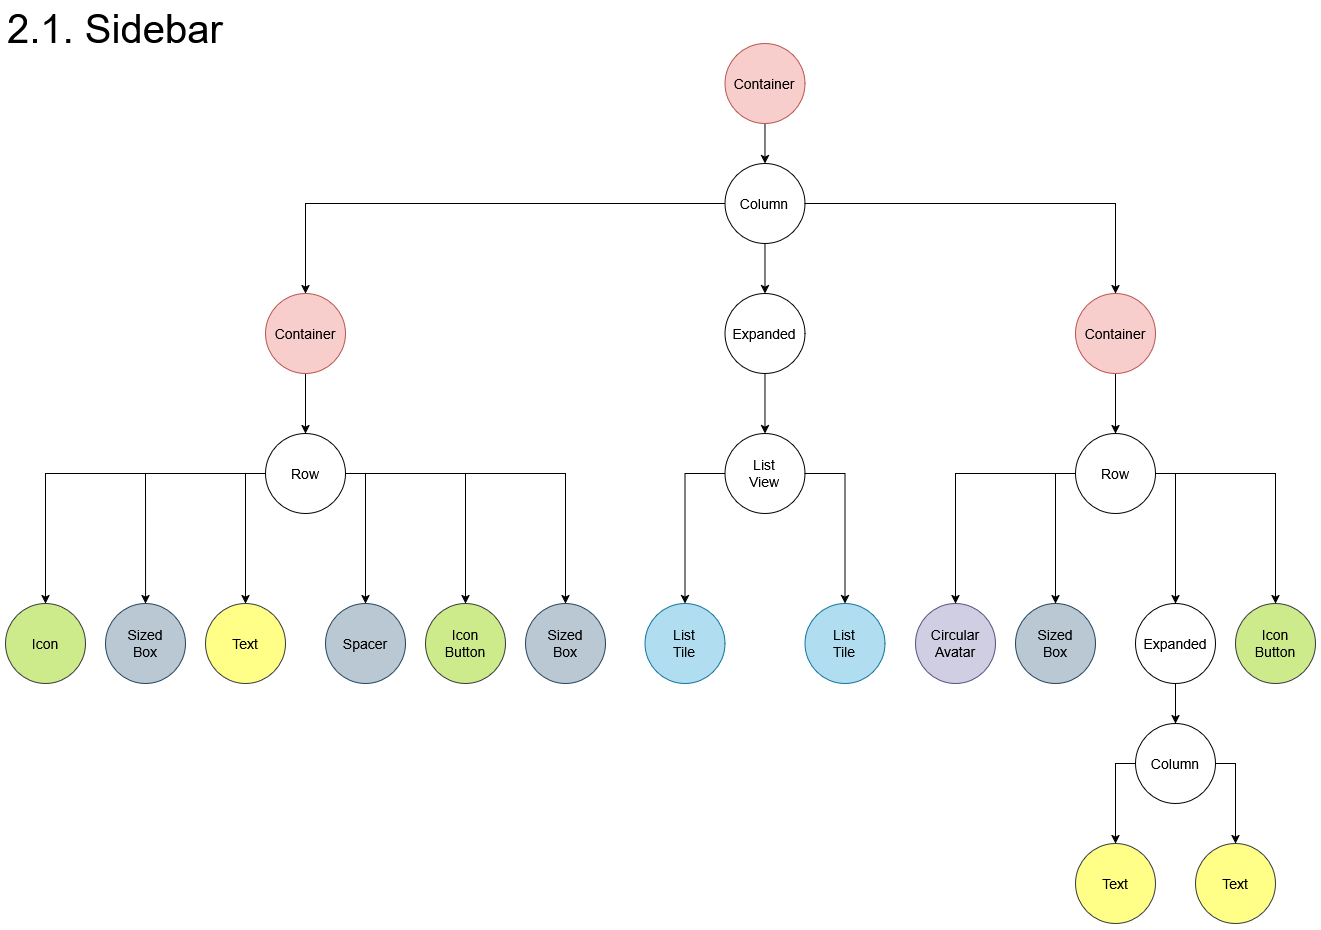 2.1. Sidebar
Container
Column
Container
Expanded
Container
Row
List
View
Row
Icon
Sized
Box
Text
Spacer
Icon
Button
Sized
Box
List
Tile
List
Tile
Circular
Avatar
Sized
Box
Expanded
Icon
Button
Column
Text
Text